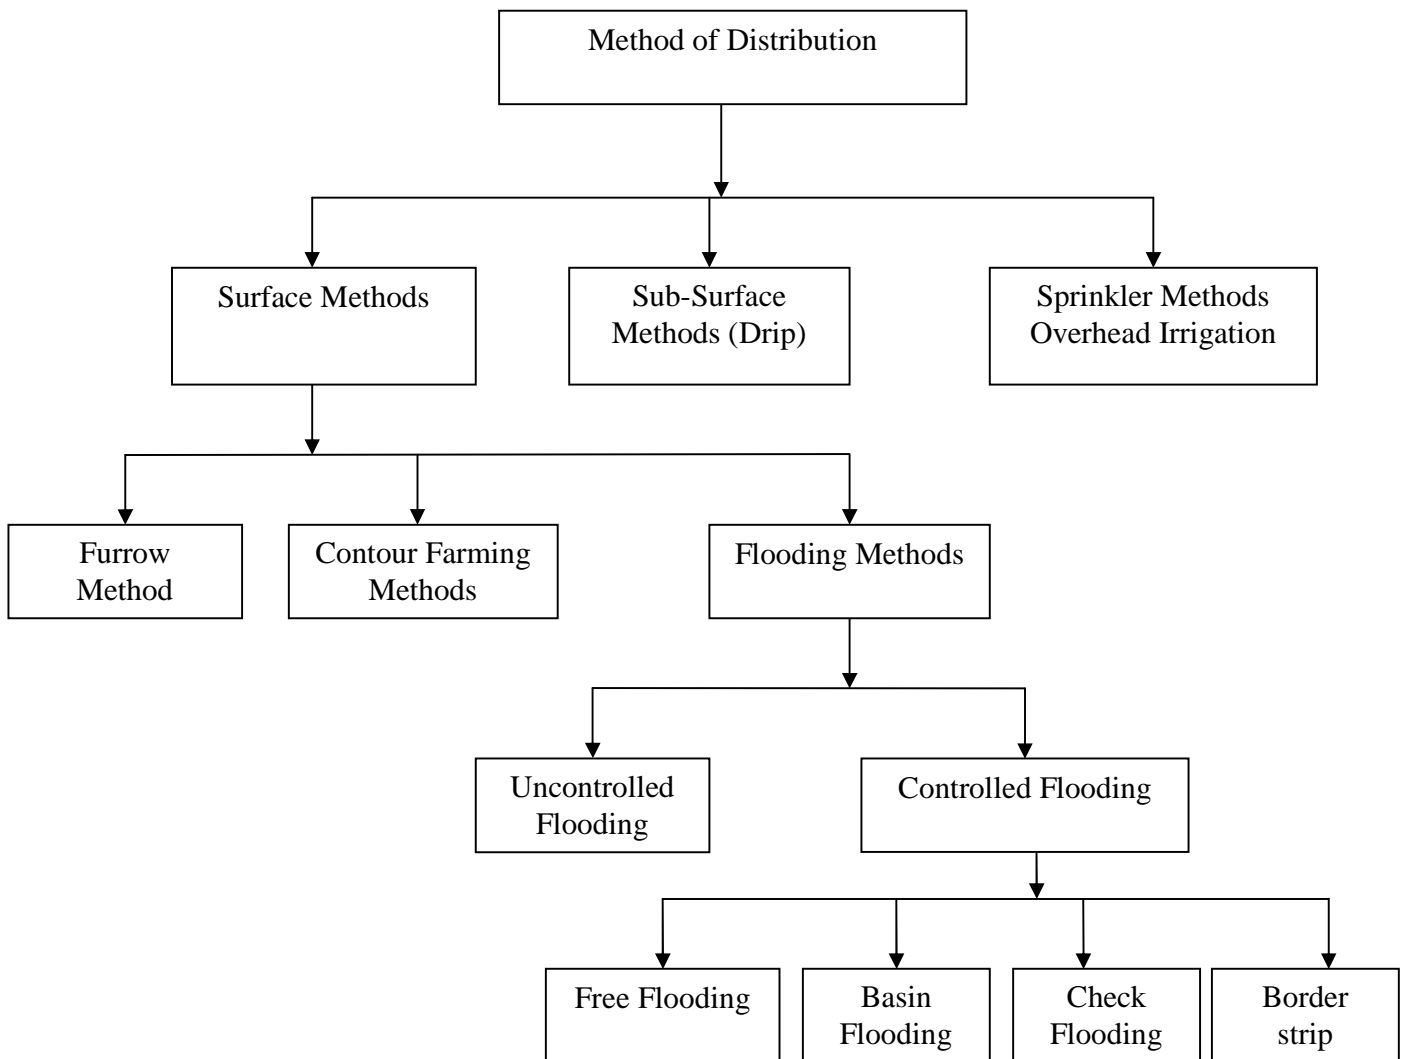 Method of Distribution
Surface Methods
Sub-Surface
Methods (Drip)
Sprinkler Methods
Overhead Irrigation
Furrow
Method
Contour Farming
Methods
Flooding Methods
Uncontrolled
Flooding
Controlled Flooding
Free Flooding
Basin
Flooding
Check
Flooding
Border
strip